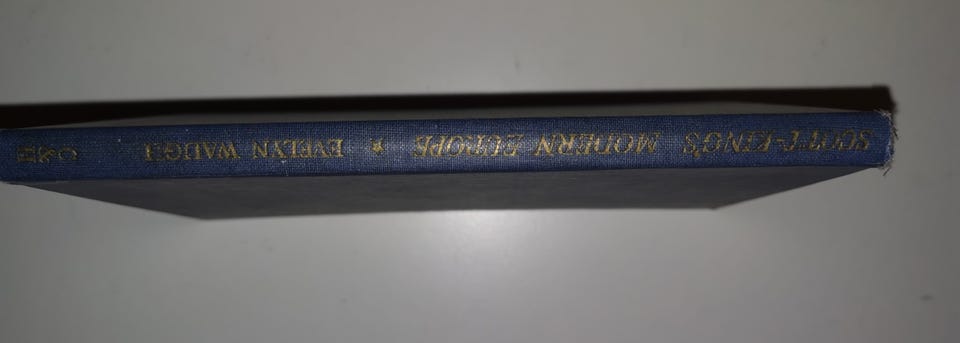 SCOTT-KING'S MODERN EUROPE ★ EVELYN WAUGH C&H